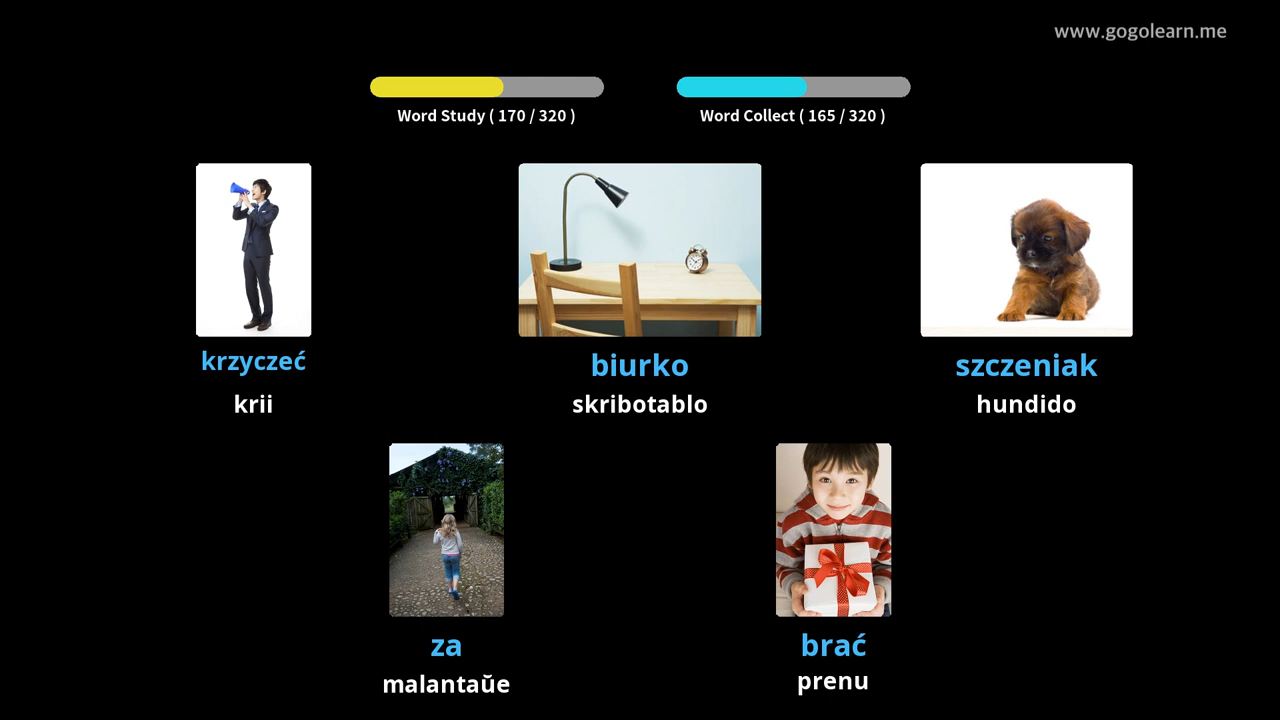 www.gogolearn.me
Word Study ( 170 / 320 )
Word Collect ( 165 / 320 )
krzyczeć
krii
biurko
skribotablo
szczeniak
hundido
za
malantaŭe
brać
prenu